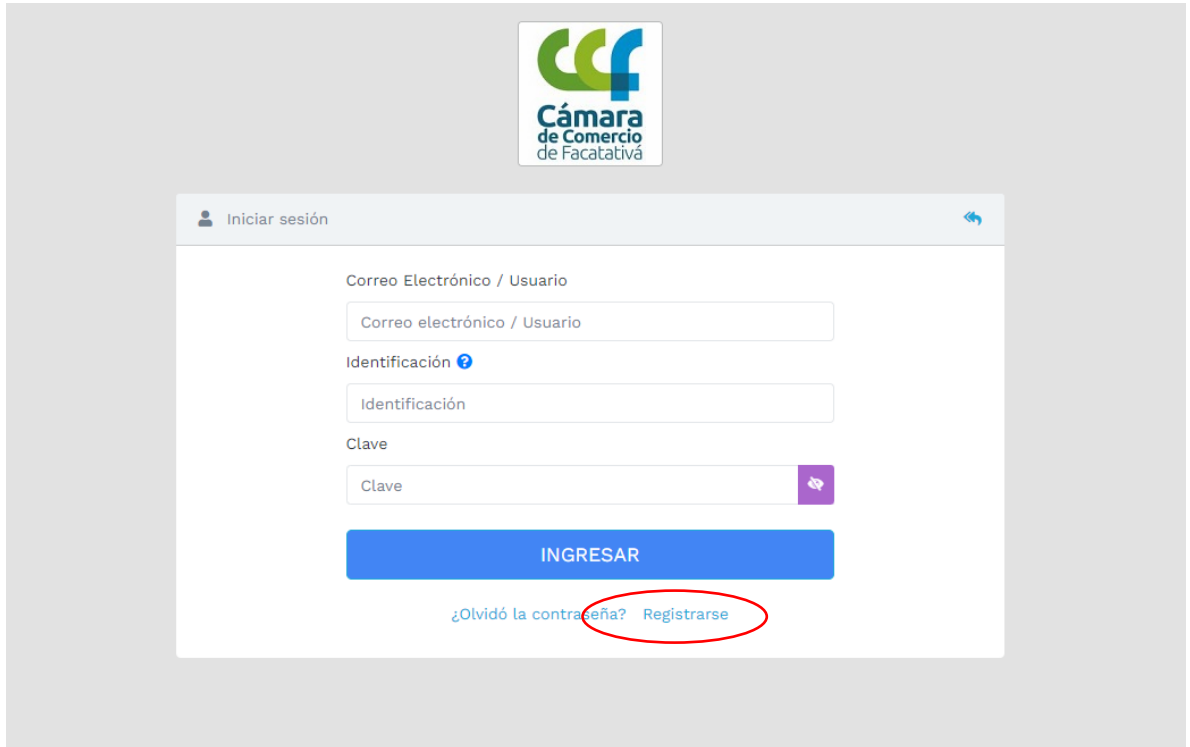 Cámara
de Comercio
de Facatativá
Iniciar sesión
Correo Electrónico / Usuario
Correo electrónico / Usuario
Identificación
Identificación
Clave
Clave
INGRESAR
¿Olvidó la contraseña? Registrarse